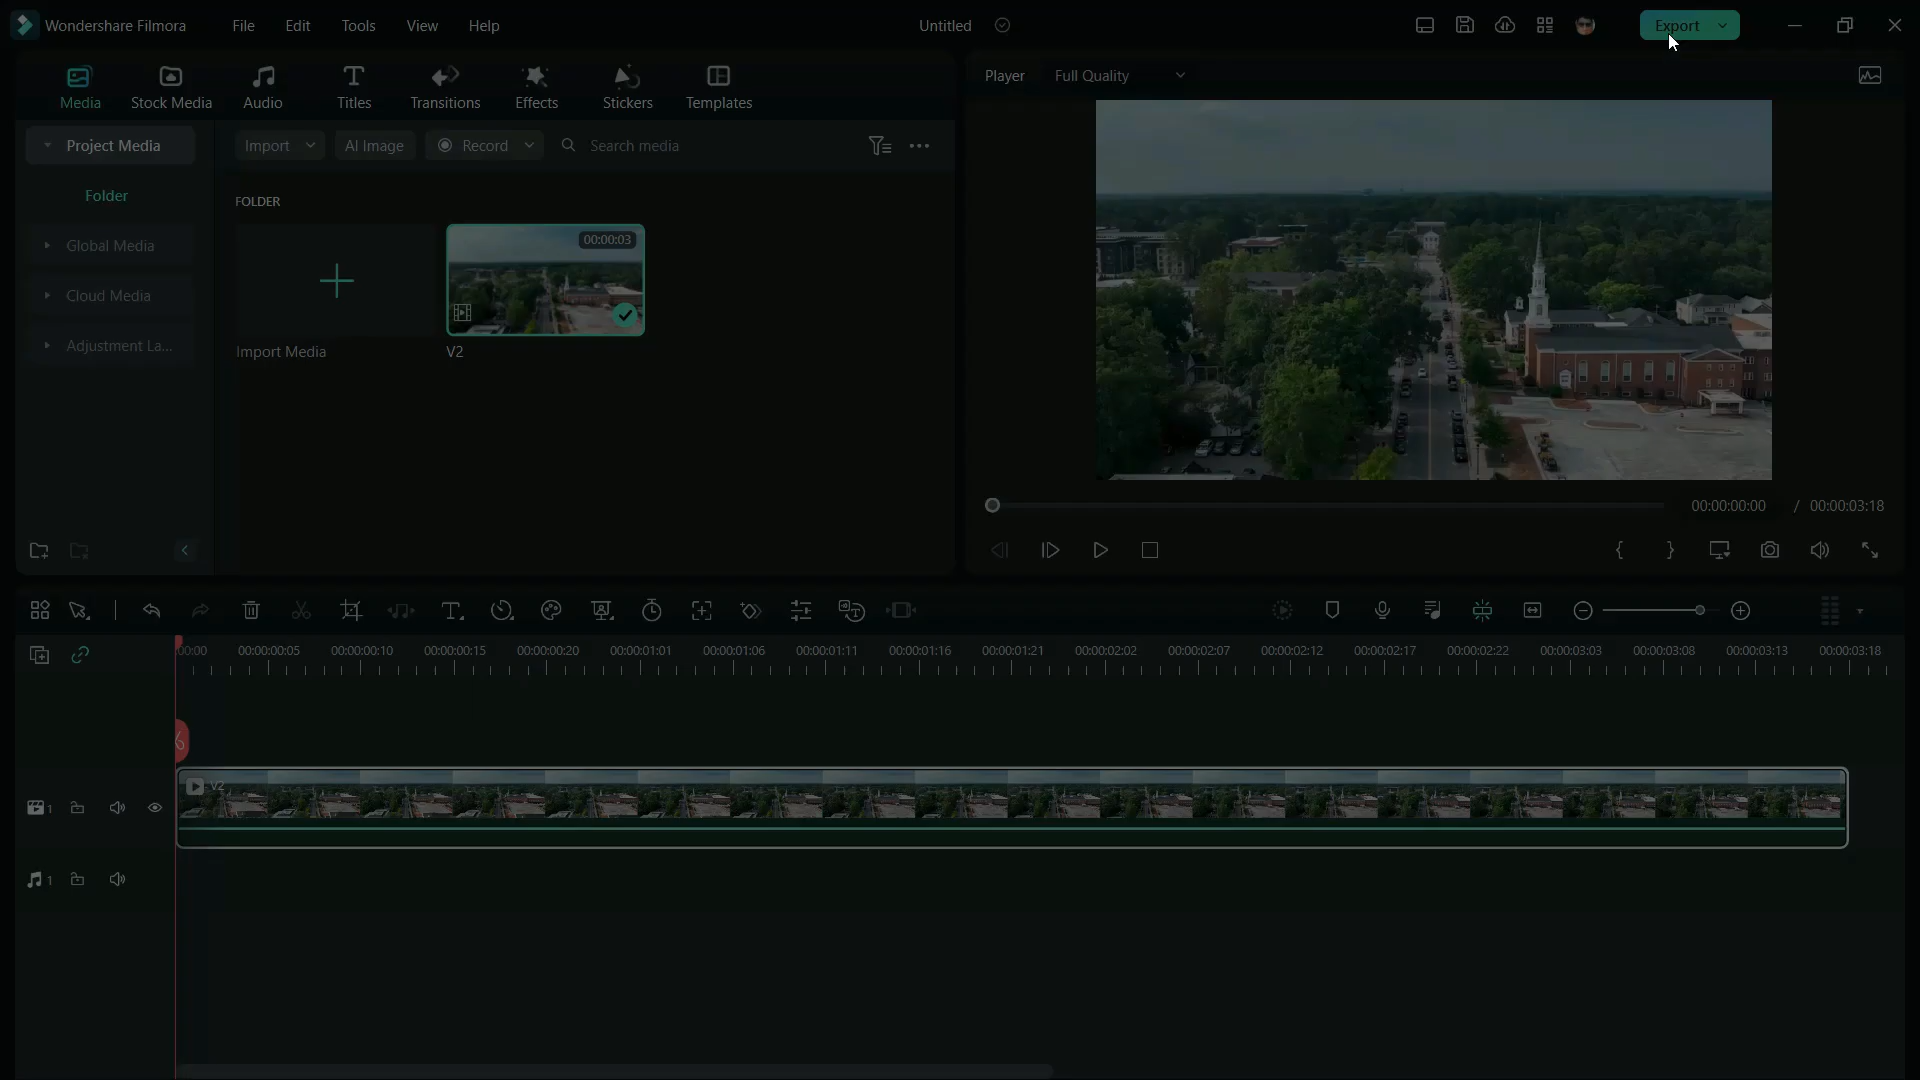 Wondershare Filmora
File
Edit
Tools
View
Help
Untitled
Export
Media
Stock Media
Audio
Titles
Transitions
Effects
Stickers
Templates
Player
Full Quality
Project Media
Folder
Global Media
Cloud Media
Adjustment La...
Import
AI Image
Record
Search media
FOLDER
00:00:03
Import Media
V2
00:00:00:00
/ 00:00:03:18
00:00
00:00:00:05
00:00:00:10
00:00:00:15
00:00:00:20
00:00:01:01
00:00:01:06
00:00:01:11
00:00:01:16
00:00:01:21
00:00:02:02
00:00:02:07
00:00:02:12
00:00:02:17
00:00:02:22
00:00:03:03
00:00:03:08
00:00:03:13
00:00:03:18
V2
1
1